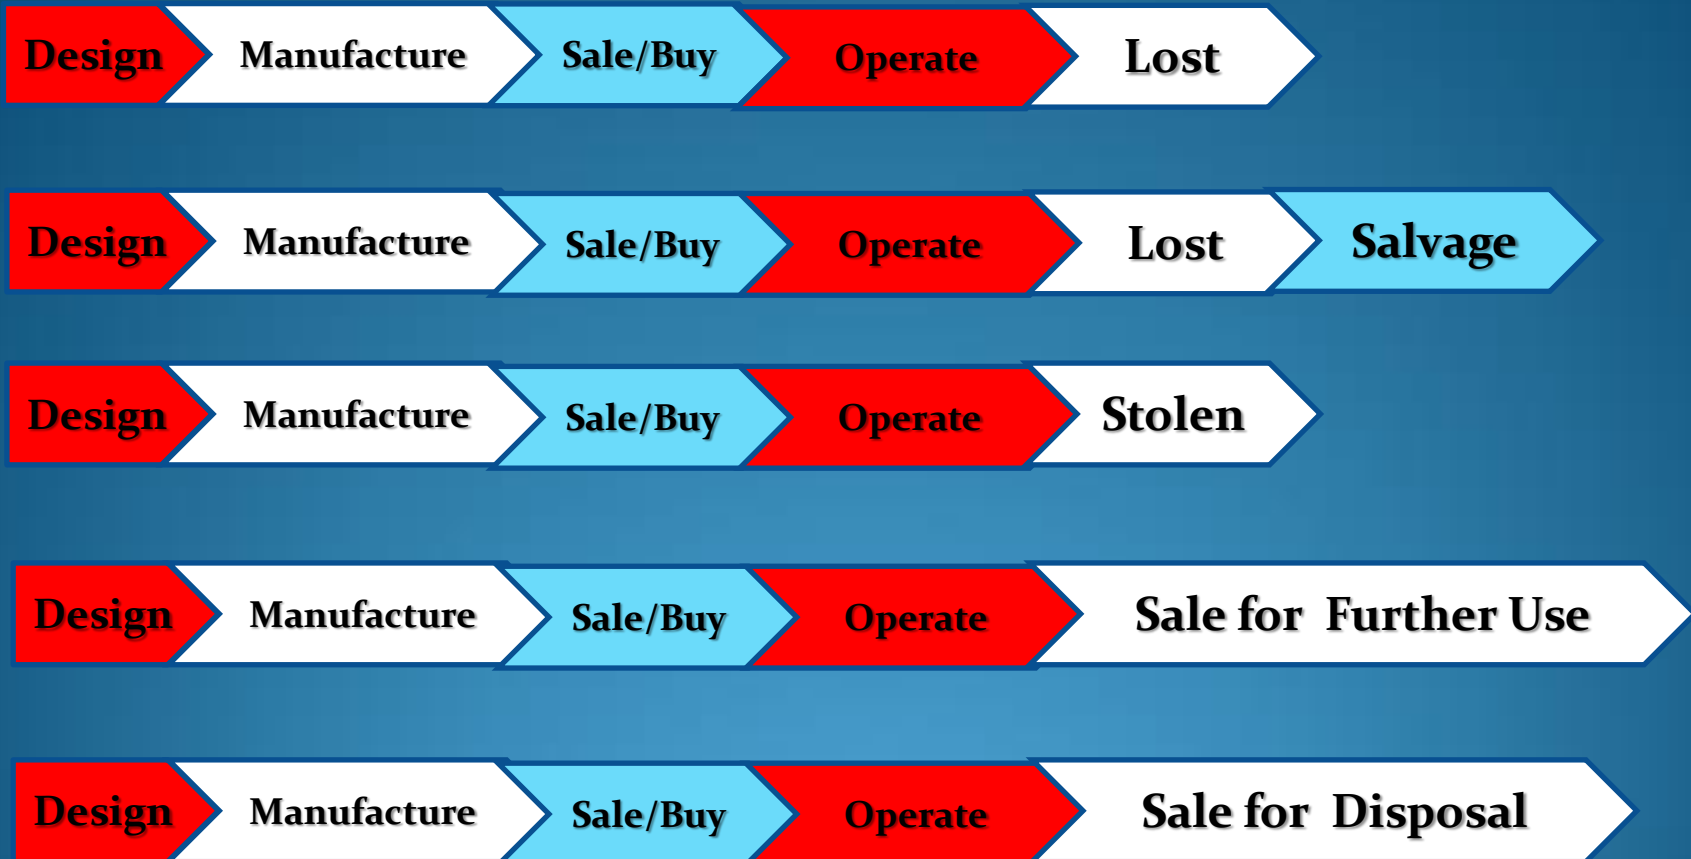 Design Manufacture Sale/Buy Operate Lost
Design Manufacture Sale/Buy Operate Lost Salvage
Design Manufacture Sale/Buy Operate Stolen
Design Manufacture Sale/Buy Operate Sale for Further Use
Design Manufacture Sale/Buy Operate Sale for Disposal